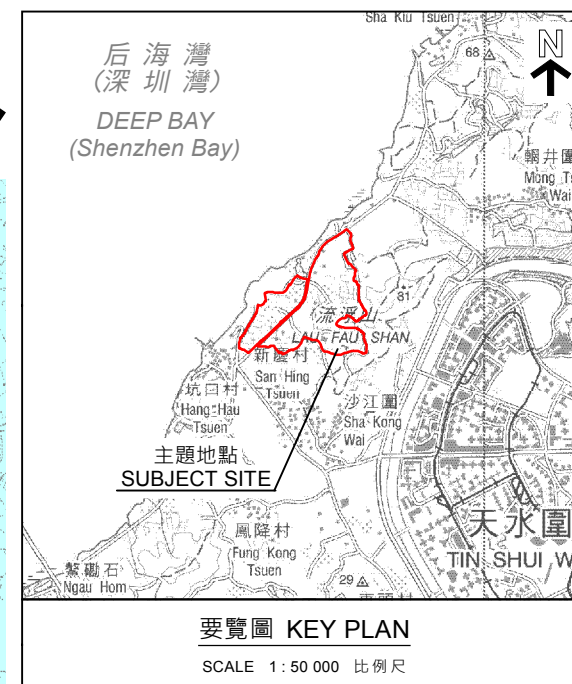 Sha Kiu Tsuen
后海灣
(深圳灣)
DEEP BAY
(Shenzhen Bay)
68
N
輞井圍
Mong Ts
Wai
31
流浮山
LAU FAU SHAN
新慶村
San Hing
Tsuen
坑口村
Hang Hau
Tsuen
沙江圍
Sha Kong
Wai
主題地點
SUBJECT SITE
鳳降村
Fung Kong
Tsuen
天水圍
TIN SHUI W
鰲磡石
Ngau Hom
29
要覽圖 KEY PLAN
SCALE 1 : 50 000 比例尺